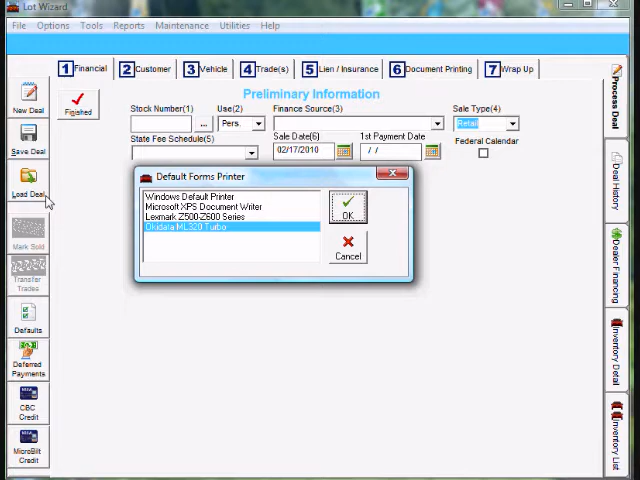 Lot Wizard
File Options Tools Reports Maintenance Utilities Help
1 Financial 2 Customer 3 Vehicle 4 Trade(s) 5 Lien / Insurance 6 Document Printing 7 Wrap Up
New Deal
Save Deal
Load Deal
Mark Sold
Transfer
Trades
Defaults
Deferred
Payments
CBC
Credit
MicroBilt
Credit
Finished
Preliminary Information
Stock Number(1) Use(2) Finance Source(3) Sale Type(4)
... Pers. Retail
State Fee Schedule(5) Sale Date(6) 1st Payment Date Federal Calendar
02/17/2010 / /
Default Forms Printer
Windows Default Printer
Microsoft XPS Document Writer
Lexmark Z500-Z600 Series
Okidata ML320 Turbo
OK
Cancel
Process Deal
Deal History
Dealer Financing
Inventory Detail
Inventory List